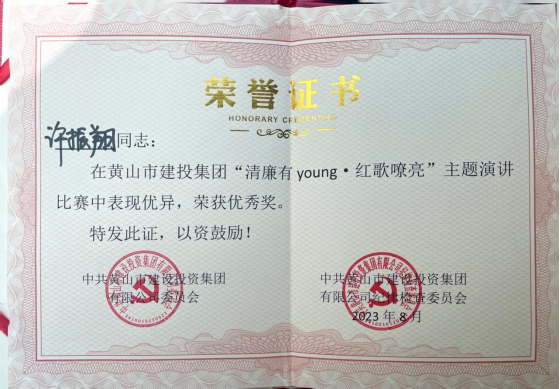 荣誉证书
HONORARY CREDENTIAL
许振翔同志：
在黄山市建投集团“清廉有young·红歌嘹亮”主题演讲
比赛中表现优异，荣获优秀奖。
特发此证，以资鼓励！
中共黄山市建设投资集团
有限公司委员会
中共黄山市建设投资集团
有限公司纪律检查委员会
2023年8月